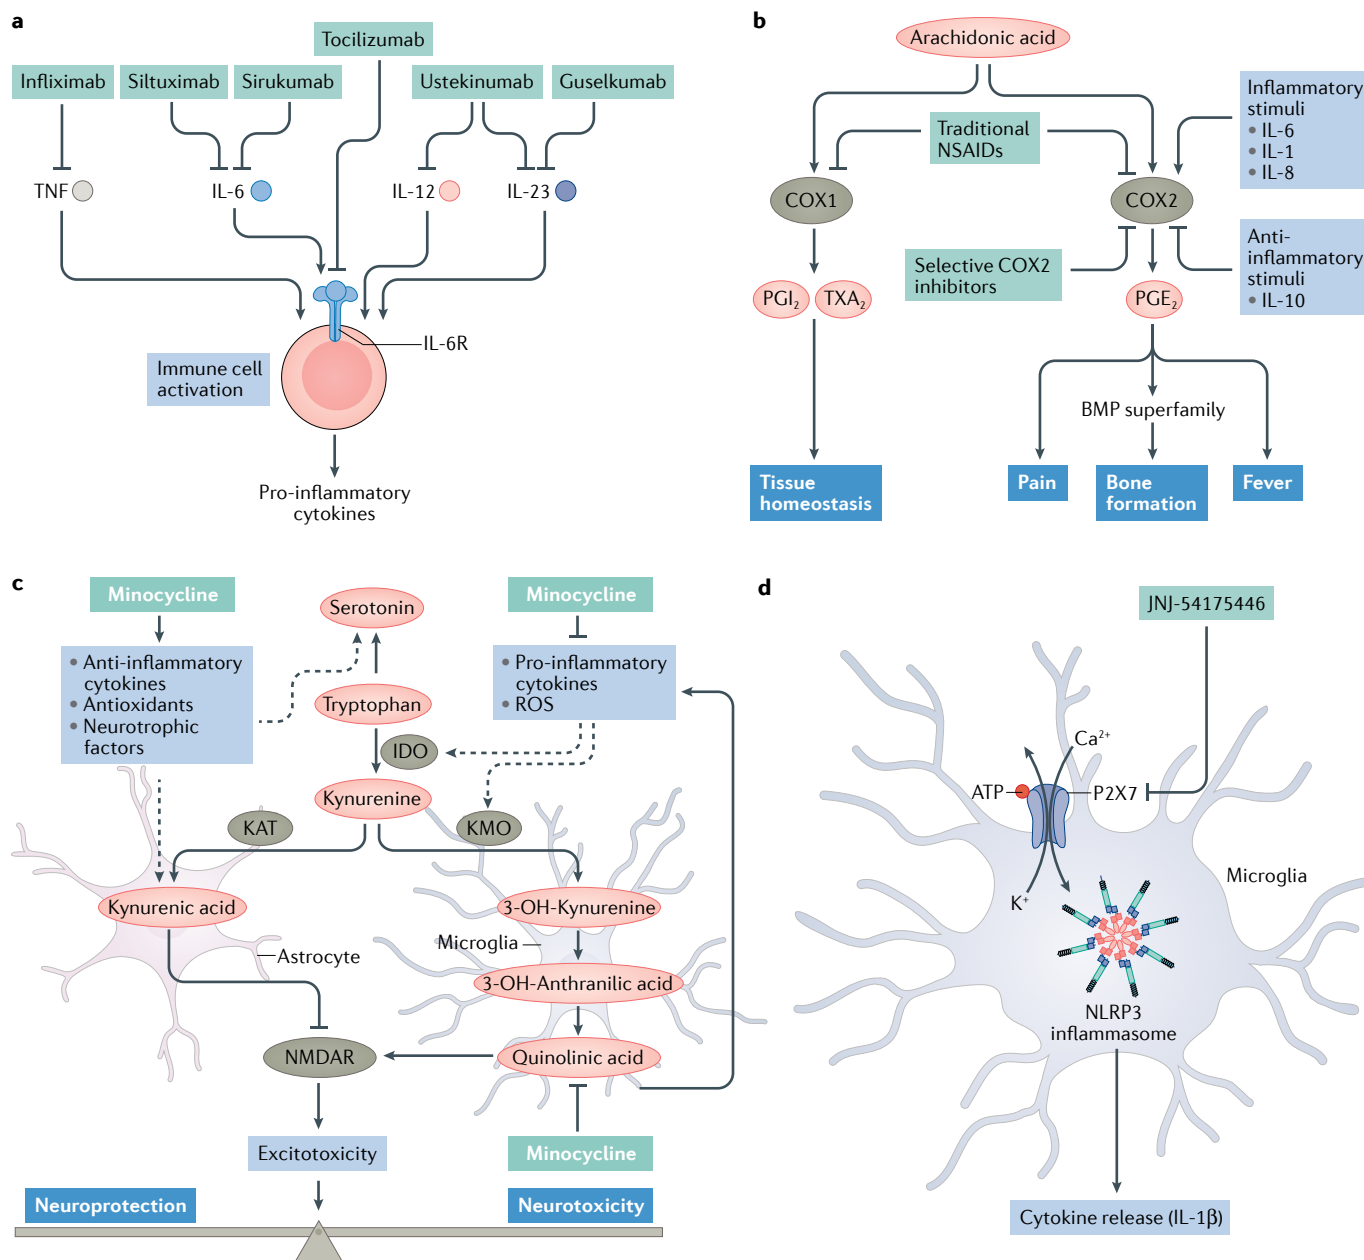 a
Tocilizumab
Infliximab
Siltuximab
Sirukumab
Ustekinumab
Guselkumab
TNF
IL-6
IL-12
IL-23
IL-6R
Immune cell
activation
Pro-inflammatory
cytokines
b
Arachidonic acid
Traditional
NSAIDs
Inflammatory
stimuli
• IL-6
• IL-1
• IL-8
COX1
COX2
Selective COX2
inhibitors
Anti-
inflammatory
stimuli
• IL-10
PGI₂
TXA₂
PGE₂
BMP superfamily
Tissue
homeostasis
Pain
Bone
formation
Fever
c
Minocycline
Serotonin
Minocycline
• Anti-inflammatory
cytokines
• Antioxidants
• Neurotrophic
factors
Tryptophan
• Pro-inflammatory
cytokines
• ROS
IDO
Kynurenine
KAT
KMO
Kynurenic acid
3-OH-Kynurenine
Microglia
Astrocyte
3-OH-Anthranilic acid
NMDAR
Quinolinic acid
Excitotoxicity
Minocycline
Neuroprotection
Neurotoxicity
d
JNJ-54175446
Ca²⁺
ATP
P2X7
K⁺
Microglia
NLRP3
inflammasome
Cytokine release (IL-1β)